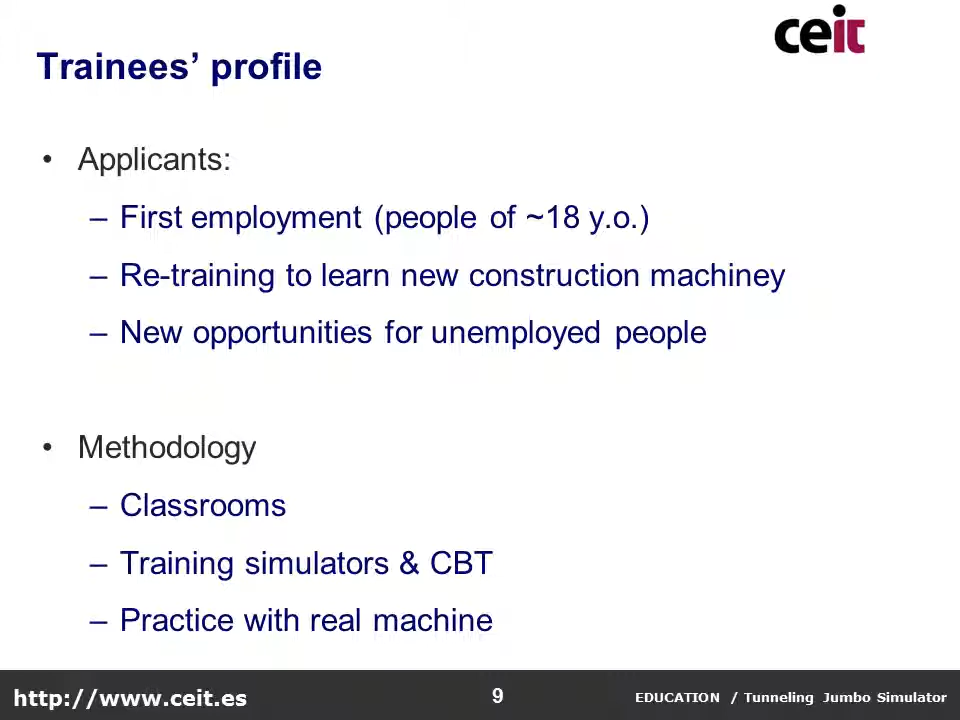 ceit
Trainees’ profile
• Applicants:
– First employment (people of ~18 y.o.)
– Re-training to learn new construction machiney
– New opportunities for unemployed people
• Methodology
– Classrooms
– Training simulators & CBT
– Practice with real machine
http://www.ceit.es
9
EDUCATION / Tunneling Jumbo Simulator